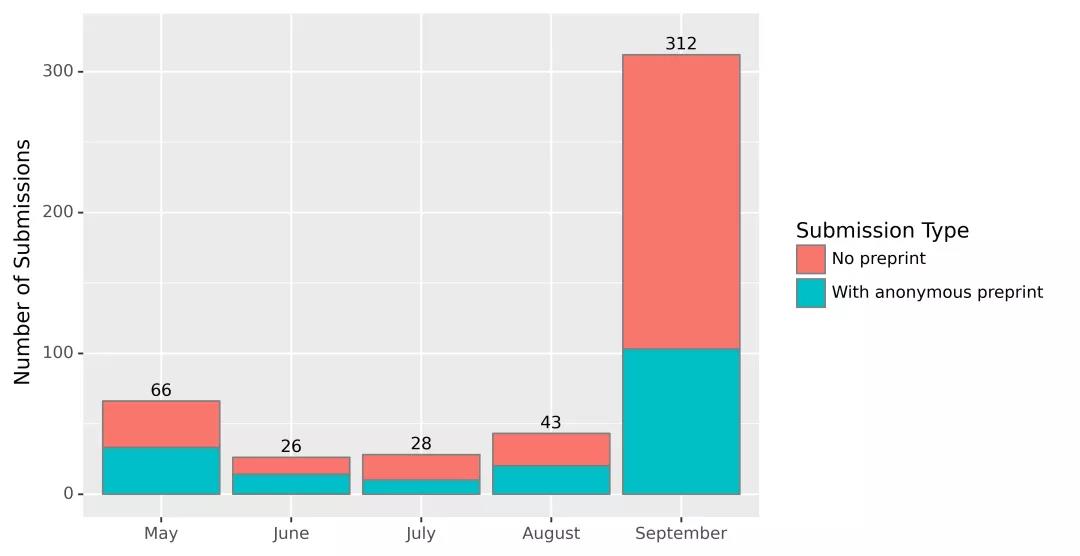 312
300
200
100
66
26
28
43
0
May
June
July
August
September
Number of Submissions
Submission Type
No preprint
With anonymous preprint